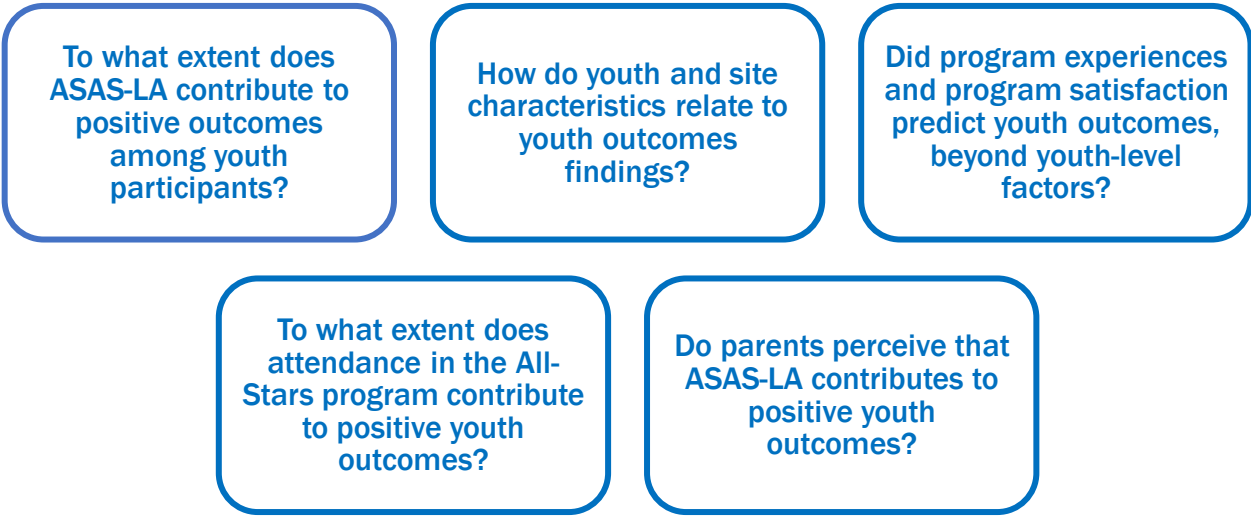 To what extent does
ASAS-LA contribute to
positive outcomes
among youth
participants?
How do youth and site
characteristics relate to
youth outcomes
findings?
Did program experiences
and program satisfaction
predict youth outcomes,
beyond youth-level
factors?
To what extent does
attendance in the All-
Stars program contribute
to positive youth
outcomes?
Do parents perceive that
ASAS-LA contributes to
positive youth
outcomes?